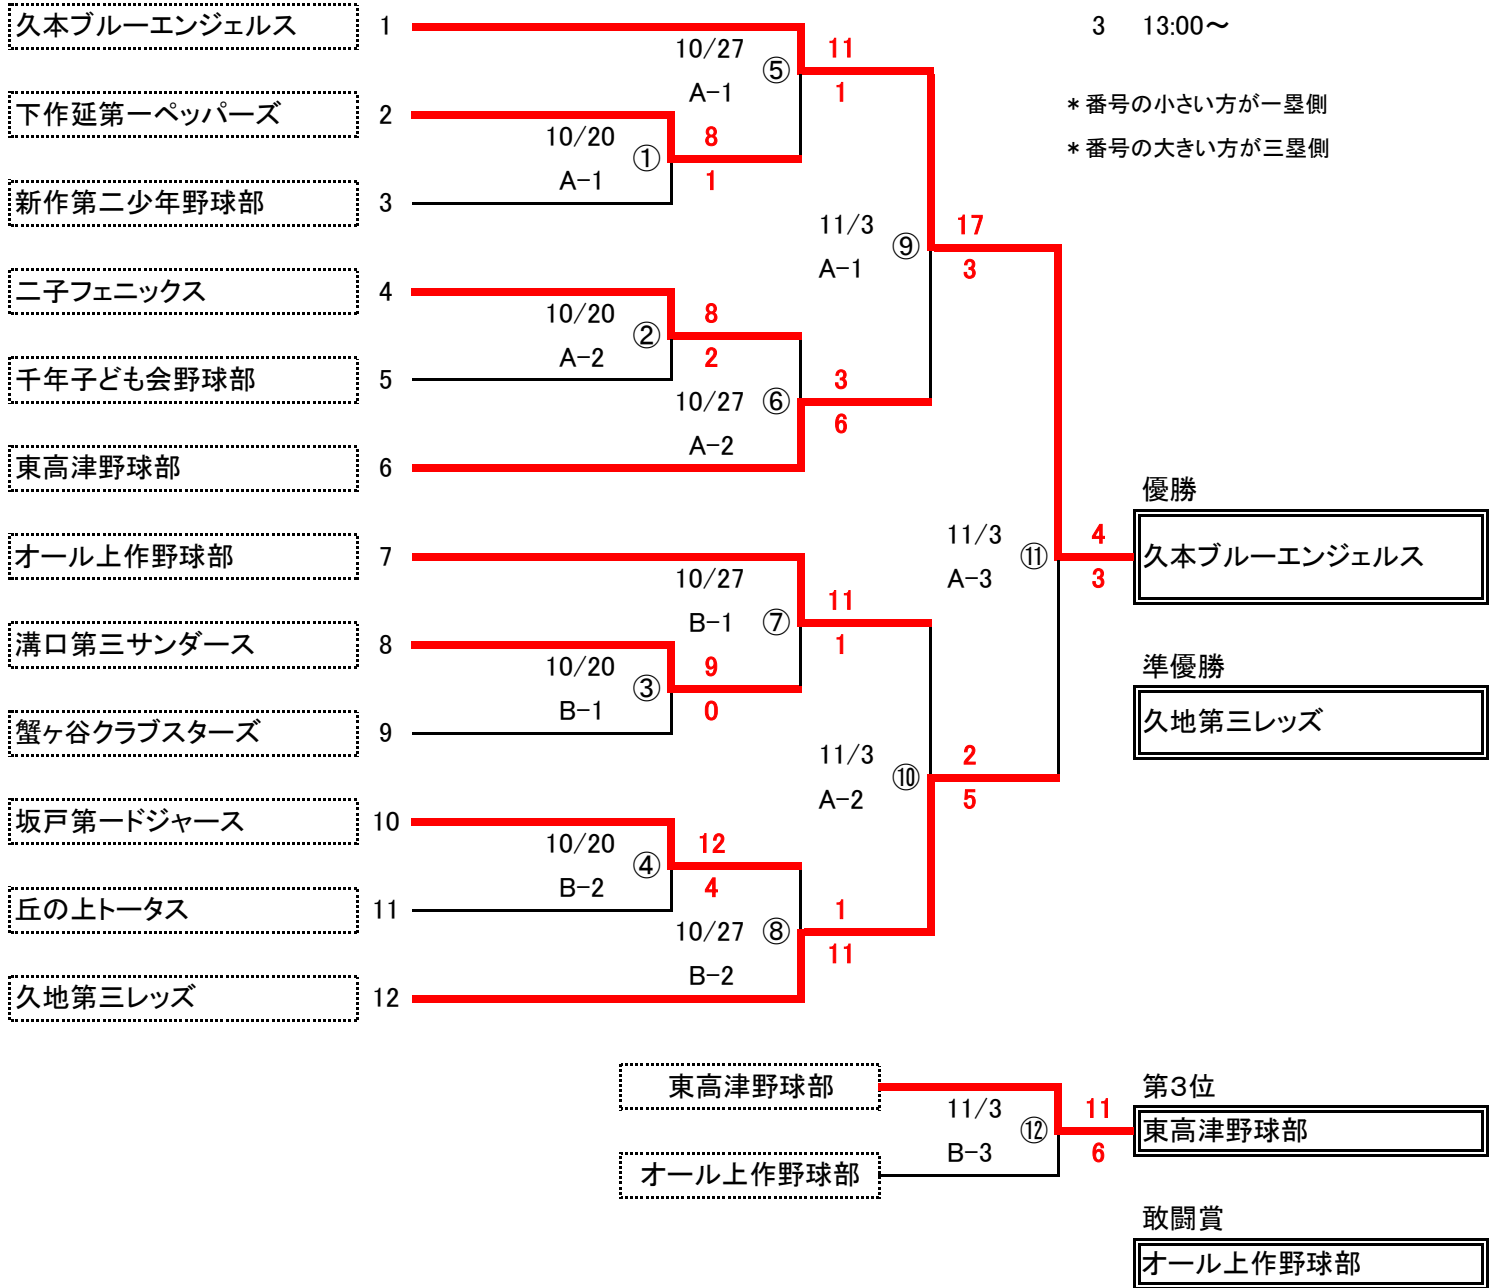 久本ブルーエンジェルス 1
3 13:00～
10/27 ⑤ 11
A-1 1
＊番号の小さい方が一塁側
下作延第一ペッパーズ 2
10/20 ① 8
＊番号の大きい方が三塁側
A-1 1
新作第二少年野球部 3
11/3 ⑨ 17
A-1 3
二子フェニックス 4
10/20 ② 8
A-2 2
千年子ども会野球部 5
10/27 ⑥ 3
A-2 6
東高津野球部 6
優勝
オール上作野球部 7
11/3 ⑪ 4
久本ブルーエンジェルス
A-3 3
10/27 ⑦ 11
B-1 1
溝口第三サンダース 8
10/20 ③ 9
準優勝
B-1 0
久地第三レッズ
蟹ヶ谷クラブスターズ 9
11/3 ⑩ 2
A-2 5
坂戸第一ドジャース 10
10/20 ④ 12
B-2 4
丘の上トータス 11
10/27 ⑧ 1
B-2 11
久地第三レッズ 12
東高津野球部
第3位
11/3 ⑫ 11
東高津野球部
B-3 6
オール上作野球部
敢闘賞
オール上作野球部